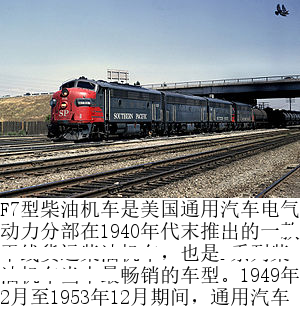 SP
SOUTHERN PACIFIC
F7型柴油机车是美国通用汽车电气
动力分部在1940年代末推出的一款
，也是
最畅销的车型。1949年
2月至1953年12月期间，通用汽车